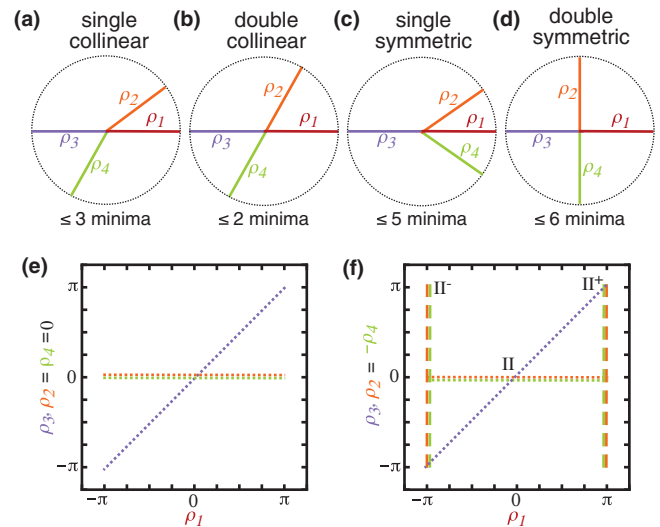 (a) single collinear
(b) double collinear
(c) single symmetric
(d) double symmetric
ρ2
ρ1
ρ3
ρ4
≤ 3 minima
ρ2
ρ1
ρ3
ρ4
≤ 2 minima
ρ2
ρ1
ρ3
ρ4
≤ 5 minima
ρ2
ρ1
ρ3
ρ4
≤ 6 minima
(e)
ρ3, ρ2 = ρ4 = 0
π
0
−π
−π 0 π
ρ1
(f)
ρ3, ρ2 = -ρ4
π
0
−π
II-
II+
II
−π 0 π
ρ1